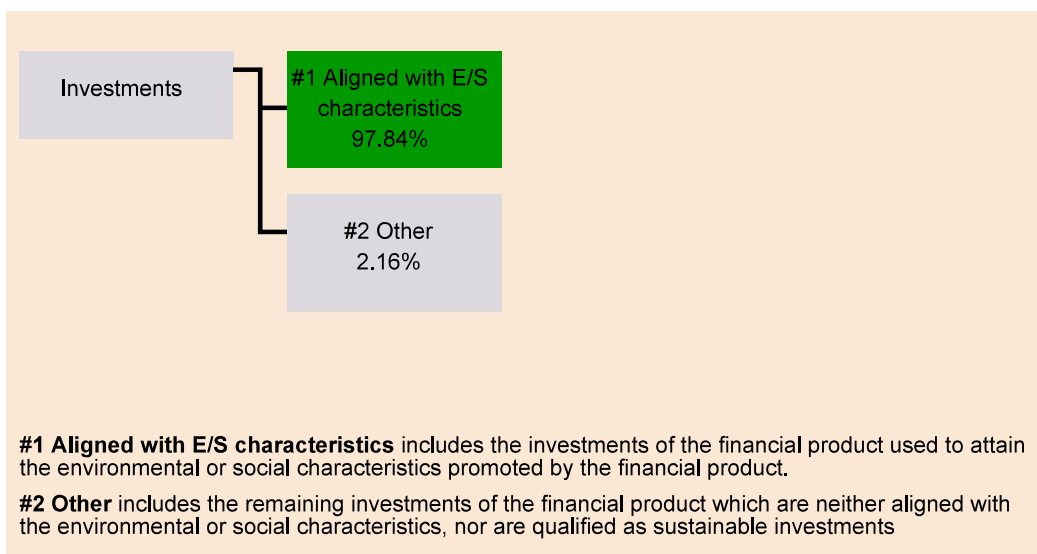 Investments
#1 Aligned with E/S
characteristics
97.84%
#2 Other
2.16%
#1 Aligned with E/S characteristics includes the investments of the financial product used to attain
the environmental or social characteristics promoted by the financial product.
#2 Other includes the remaining investments of the financial product which are neither aligned with
the environmental or social characteristics, nor are qualified as sustainable investments